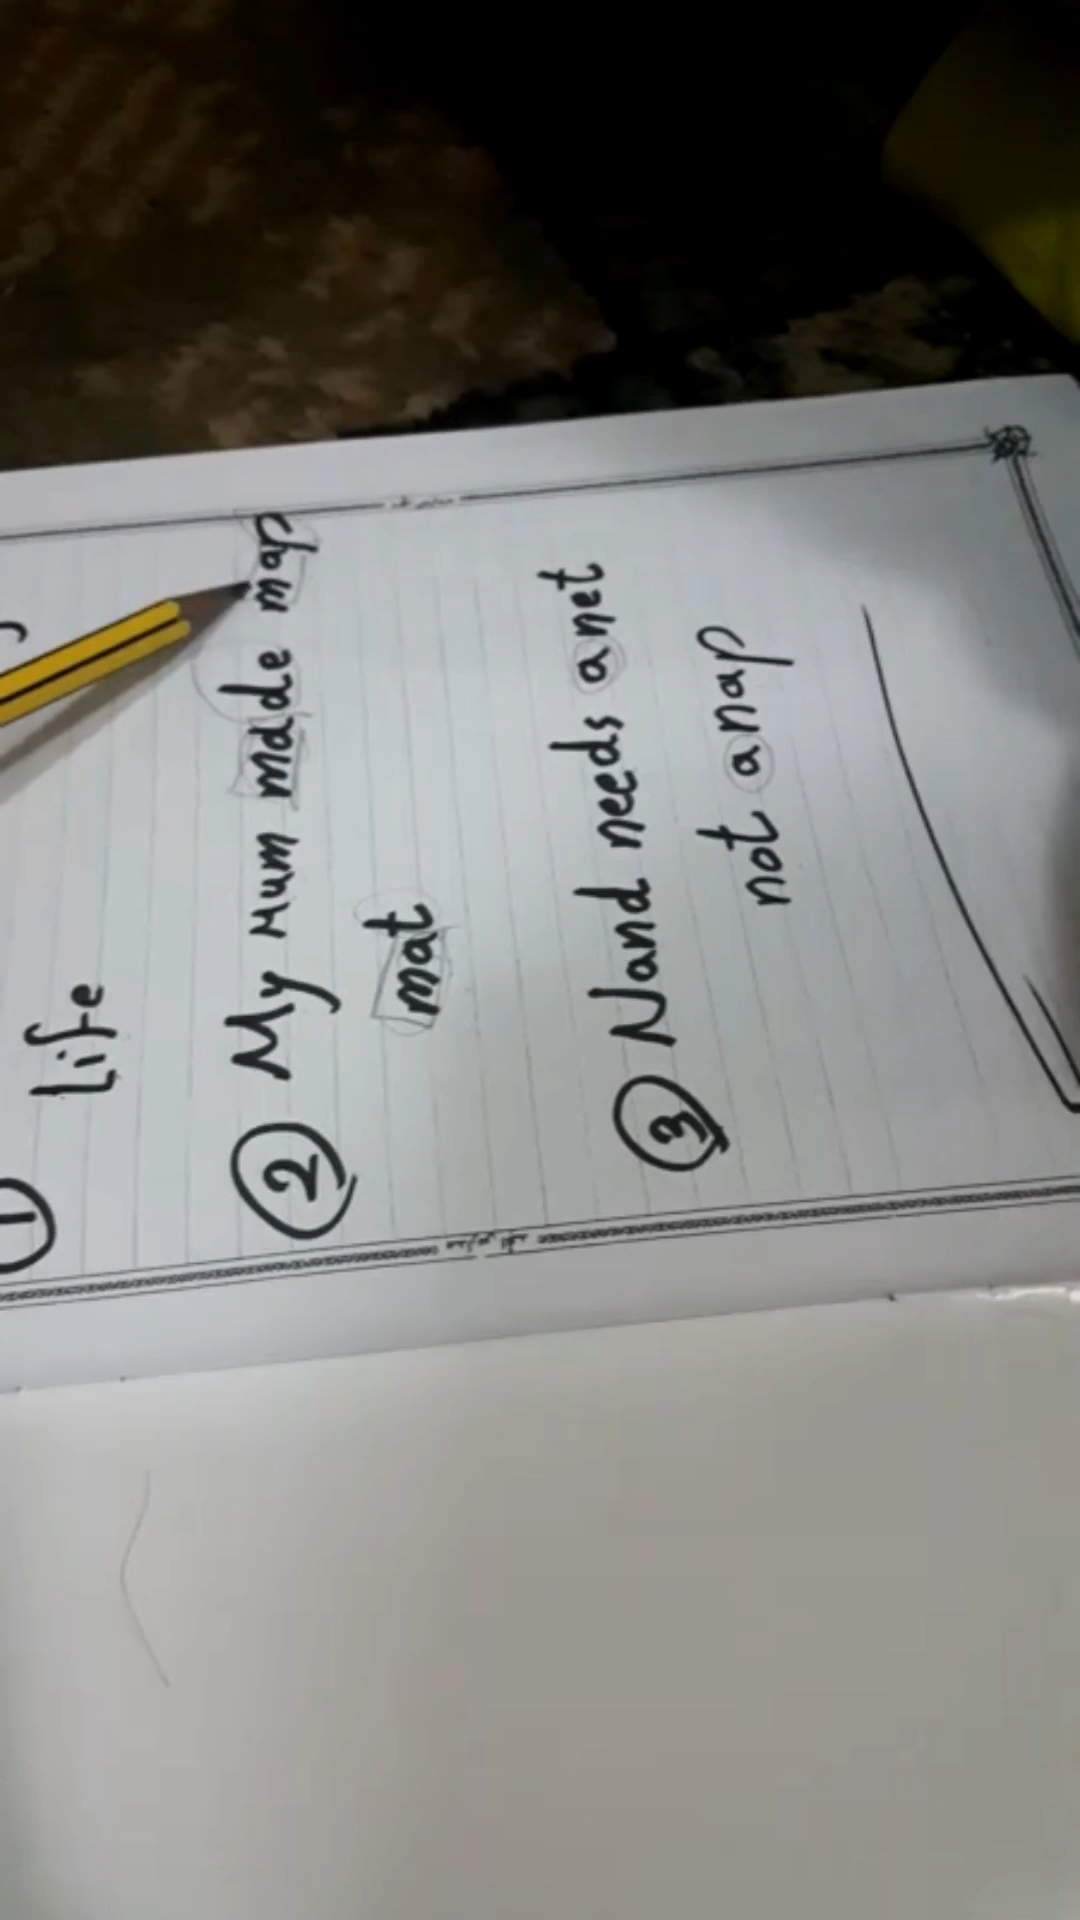 ① Life
② My Mum made map
mat
③ Nand needs a net
not a nap